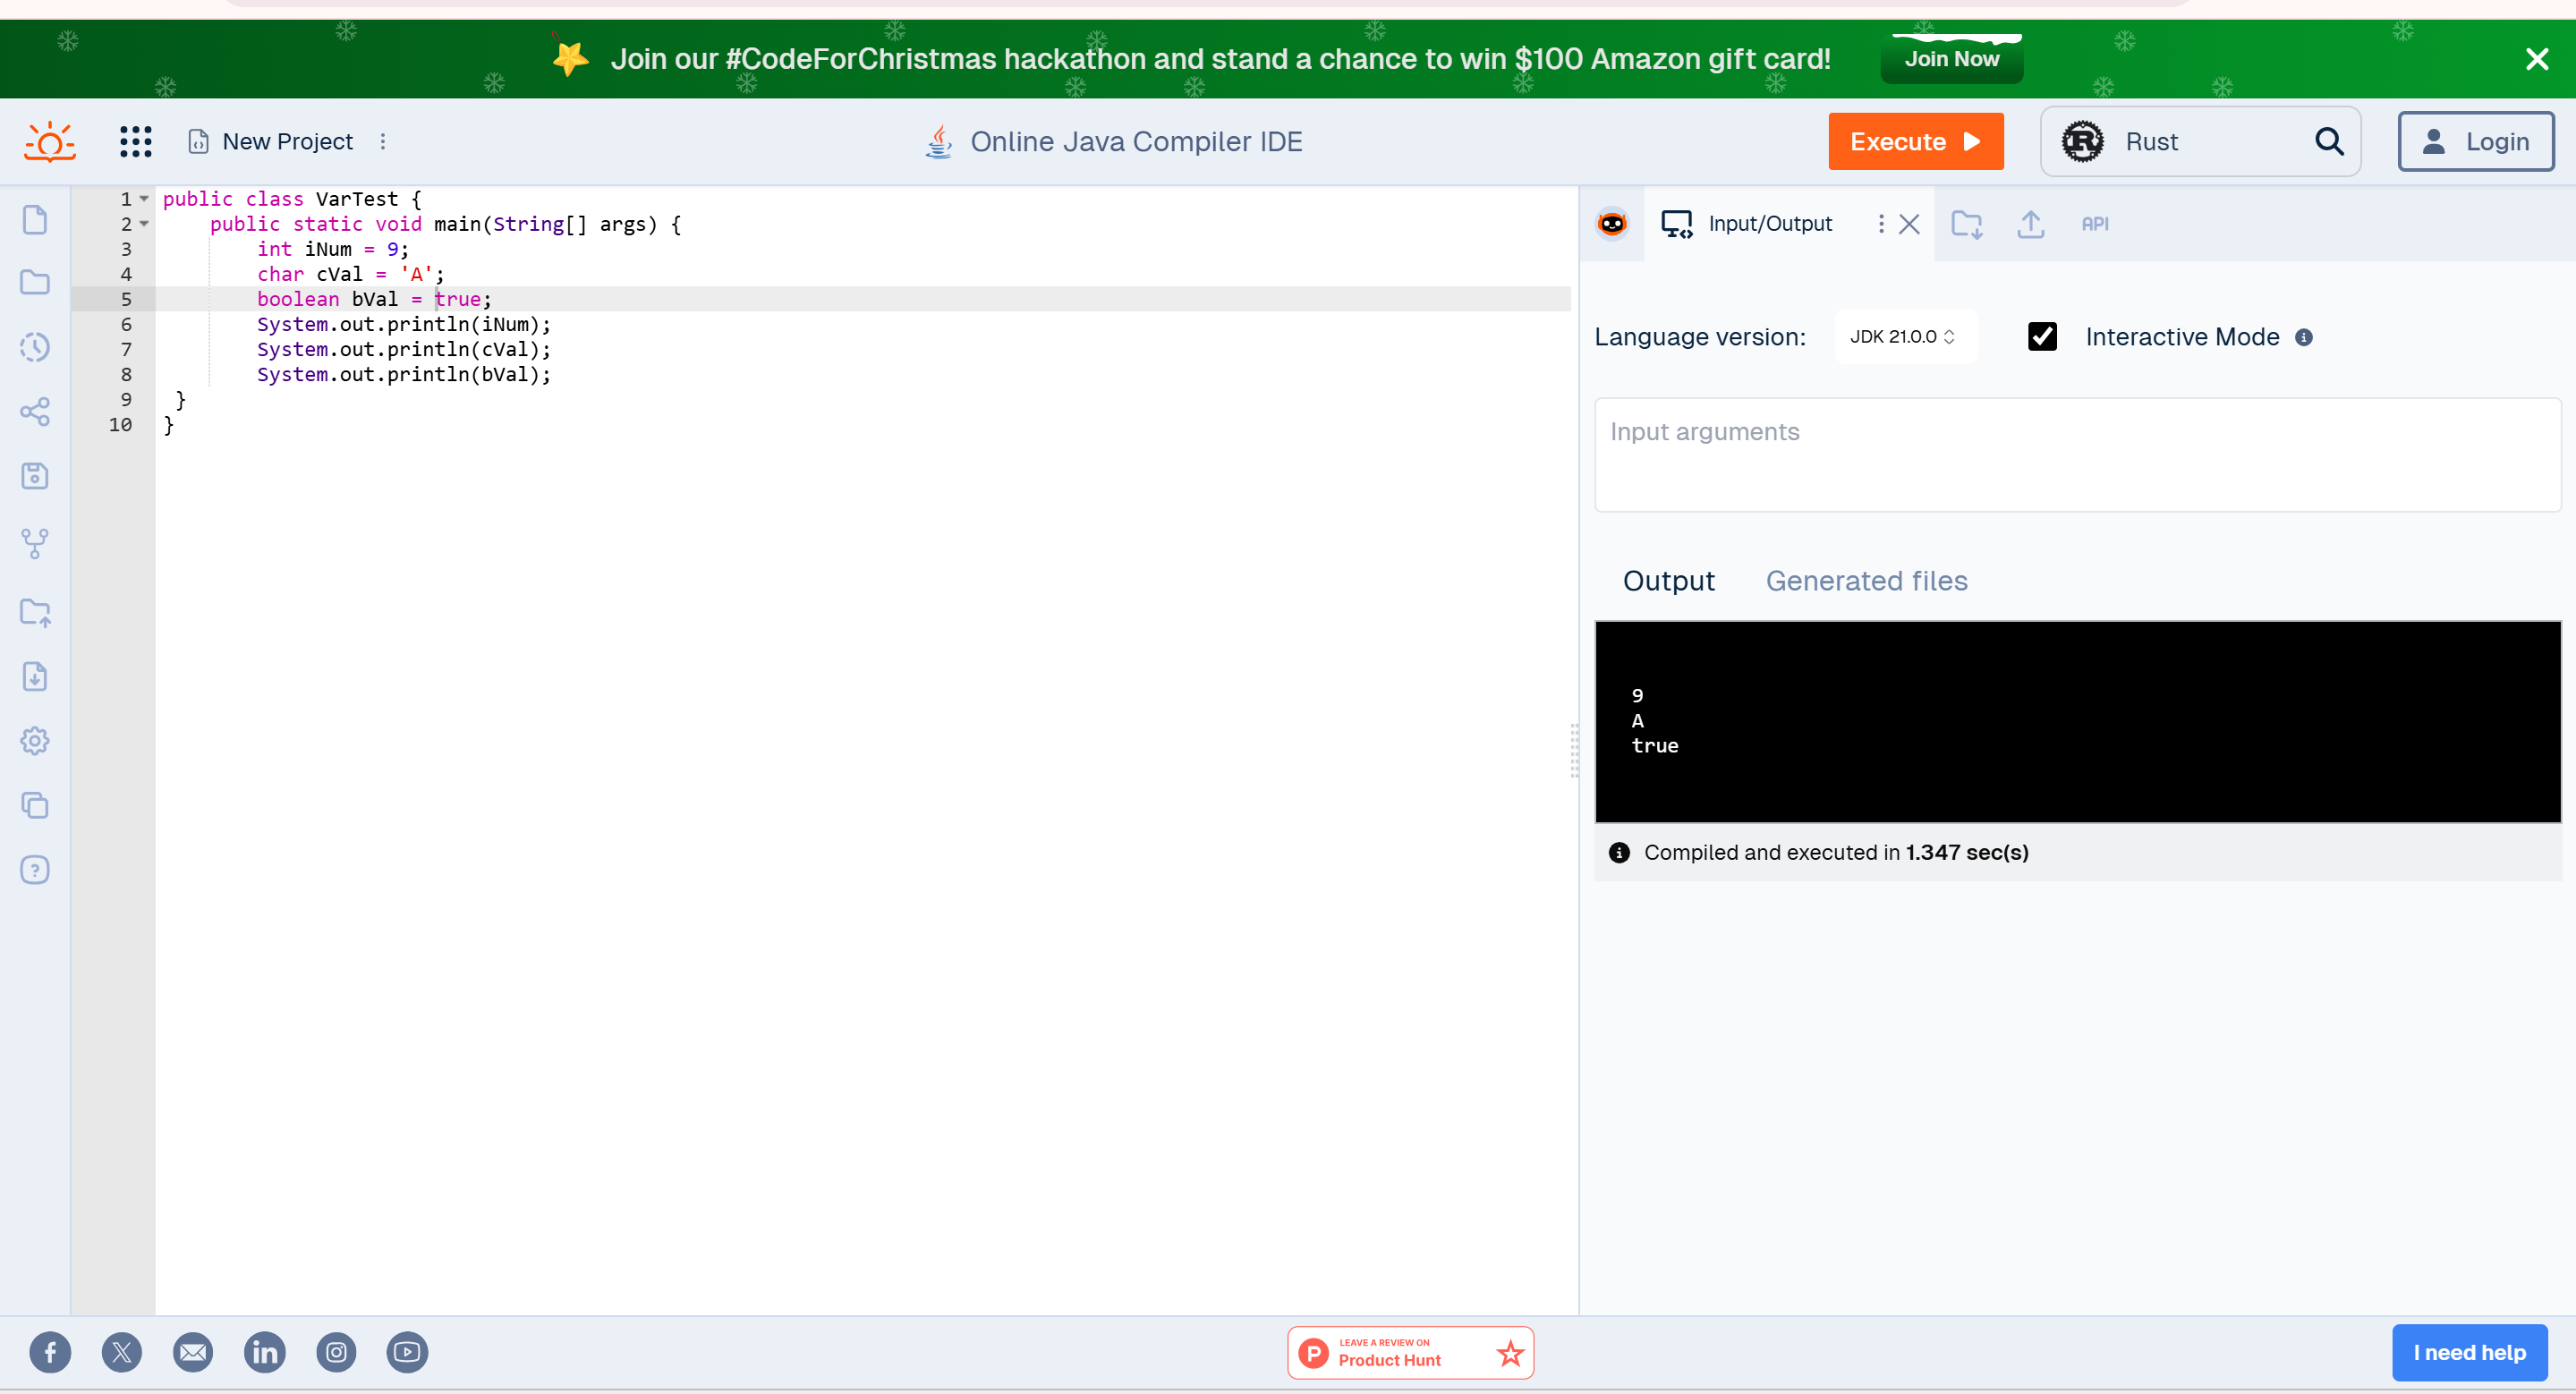 Join our #CodeForChristmas hackathon and stand a chance to win $100 Amazon gift card! Join Now
New Project
Online Java Compiler IDE
Execute
Rust
Login
1 public class VarTest {
2 public static void main(String[] args) {
3 int iNum = 9;
4 char cVal = 'A';
5 boolean bVal = true;
6 System.out.println(iNum);
7 System.out.println(cVal);
8 System.out.println(bVal);
9 }
10 }
Input/Output
API
Language version: JDK 21.0.0 Interactive Mode
Input arguments
Output Generated files
9
A
true
Compiled and executed in 1.347 sec(s)
LEAVE A REVIEW ON
Product Hunt
I need help